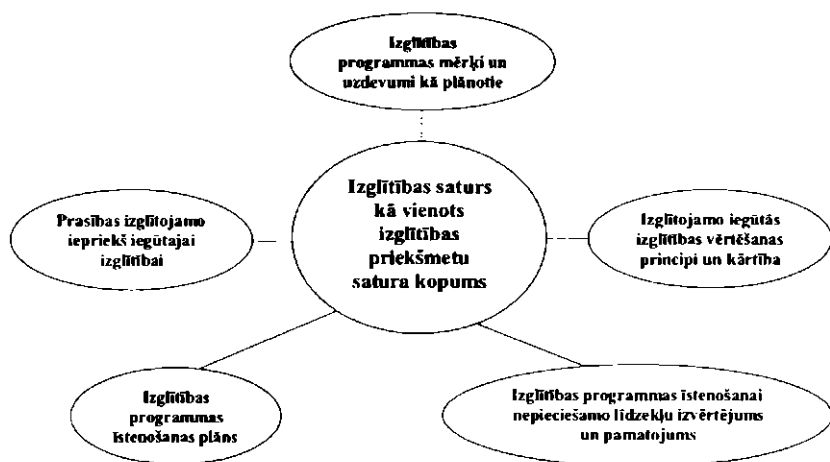 Izglītības
programmas mērķi un
uzdevumi kā plānotie
Izglītības saturs
kā vienots
izglītības
priekšmetu
satura kopums
Prasības izglītojamo
iepriekš iegūtajai
izglītībai
Izglītojamo iegūtās
izglītības vērtēšanas
principi un kārtība
Izglītības
programmas
īstenošanas plāns
Izglītības programmas īstenošanai
nepieciešamo līdzekļu izvērtējums
un pamatojums